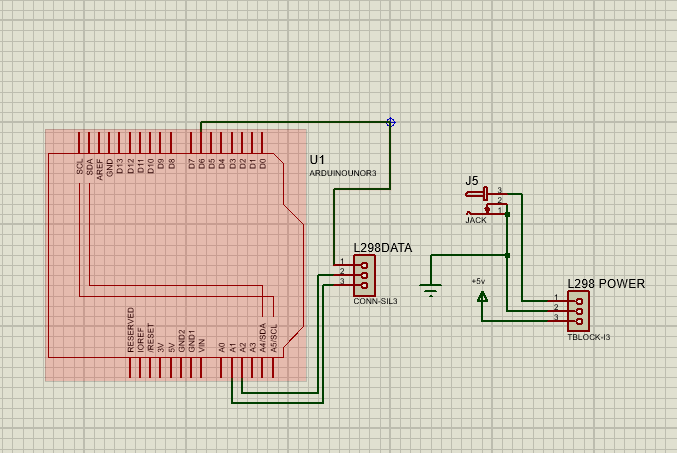 SCL
SDA
AREF
GND
D13
D12
D11
D10
D9
D8
D7
D6
D5
D4
D3
D2
D1
D0
U1
ARDUINOUNOR3
J5
3
2
1
JACK
L298DATA
1
2
3
CONN-SIL3
+5v
L298 POWER
1
2
3
TBLOCK-I3
RESERVED
IOREF
/RESET
3V
5V
GND2
GND1
VIN
A0
A1
A2
A3
A4/SDA
A5/SCL